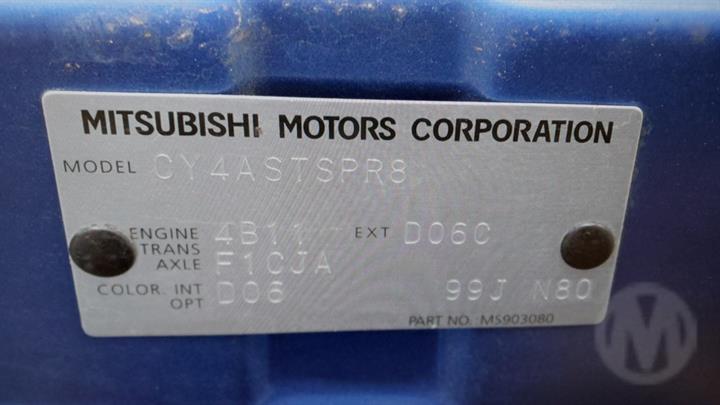 MITSUBISHI MOTORS CORPORATION
MODEL CY4ASTSPR8
ENGINE 4B11 EXT D06C
TRANS AXLE F1CJA
COLOR. INT OPT D06 99J N80
PART NO. MS903080
M